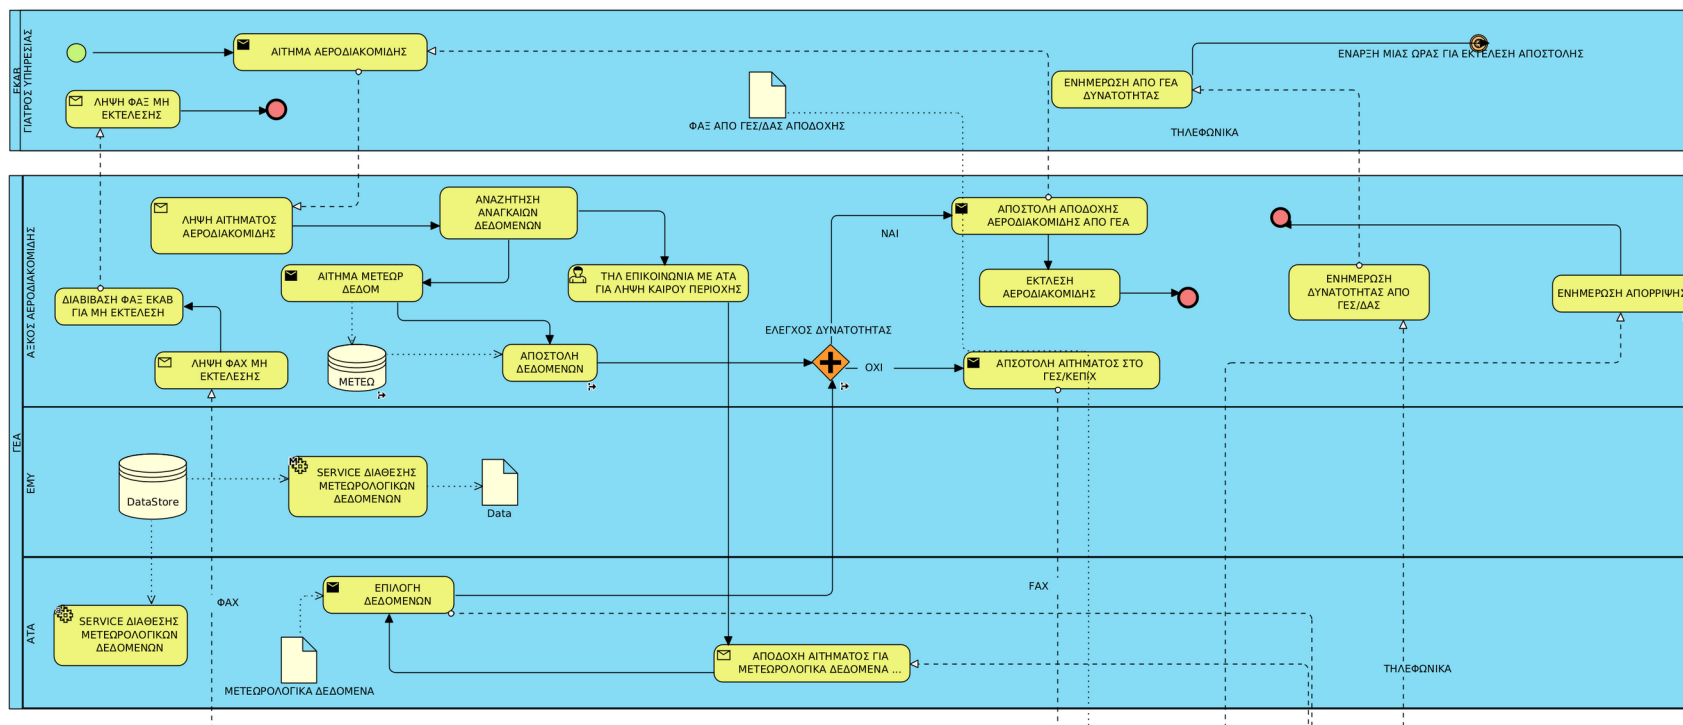 ΕΚΑΒ
ΓΙΑΤΡΟΣ ΥΠΗΡΕΣΙΑΣ
ΑΙΤΗΜΑ ΑΕΡΟΔΙΑΚΟΜΙΔΗΣ
ΛΗΨΗ ΦΑΞ ΜΗ
ΕΚΤΕΛΕΣΗΣ
ΦΑΞ ΑΠΟ ΓΕΣ/ΔΑΣ ΑΠΟΔΟΧΗΣ
ΕΝΗΜΕΡΩΣΗ ΑΠΟ ΓΕΑ
ΔΥΝΑΤΟΤΗΤΑΣ
ΕΝΑΡΞΗ ΜΙΑΣ ΩΡΑΣ ΓΙΑ ΕΚΤΕΛΕΣΗ ΑΠΟΣΤΟΛΗΣ
ΤΗΛΕΦΩΝΙΚΑ
ΓΕΑ
ΑΞΚΟΣ ΑΕΡΟΔΙΑΚΟΜΙΔΗΣ
ΛΗΨΗ ΑΙΤΗΜΑΤΟΣ
ΑΕΡΟΔΙΑΚΟΜΙΔΗΣ
ΑΝΑΖΗΤΗΣΗ
ΑΝΑΓΚΑΙΩΝ
ΔΕΔΟΜΕΝΩΝ
ΑΙΤΗΜΑ ΜΕΤΕΩΡ
ΔΕΔΟΜ
ΤΗΛ ΕΠΙΚΟΙΝΩΝΙΑ ΜΕ ΑΤΑ
ΓΙΑ ΛΗΨΗ ΚΑΙΡΟΥ ΠΕΡΙΟΧΗΣ
ΔΙΑΒΙΒΑΣΗ ΦΑΞ ΕΚΑΒ
ΓΙΑ ΜΗ ΕΚΤΕΛΕΣΗ
ΛΗΨΗ ΦΑΧ ΜΗ
ΕΚΤΕΛΕΣΗΣ
ΜΕΤΕΩ
ΑΠΟΣΤΟΛΗ
ΔΕΔΟΜΕΝΩΝ
ΕΛΕΓΧΟΣ ΔΥΝΑΤΟΤΗΤΑΣ
ΝΑΙ
ΟΧΙ
ΑΠΟΣΤΟΛΗ ΑΠΟΔΟΧΗΣ
ΑΕΡΟΔΙΑΚΟΜΙΔΗΣ ΑΠΟ ΓΕΑ
ΕΚΤΛΕΣΗ
ΑΕΡΟΔΙΑΚΟΜΙΔΗΣ
ΑΠΣΟΤΟΛΗ ΑΙΤΗΜΑΤΟΣ ΣΤΟ
ΓΕΣ/ΚΕΠΙΧ
ΕΝΗΜΕΡΩΣΗ
ΔΥΝΑΤΟΤΗΤΑΣ ΑΠΟ
ΓΕΣ/ΔΑΣ
ΕΝΗΜΕΡΩΣΗ ΑΠΟΡΡΙΨΗΣ
ΕΜΥ
DataStore
SERVICE ΔΙΑΘΕΣΗΣ
ΜΕΤΕΩΡΟΛΟΓΙΚΩΝ
ΔΕΔΟΜΕΝΩΝ
Data
ΑΤΑ
SERVICE ΔΙΑΘΕΣΗΣ
ΜΕΤΕΩΡΟΛΟΓΙΚΩΝ
ΔΕΔΟΜΕΝΩΝ
ΦΑΧ
ΕΠΙΛΟΓΗ
ΔΕΔΟΜΕΝΩΝ
ΜΕΤΕΩΡΟΛΟΓΙΚΑ ΔΕΔΟΜΕΝΑ
ΑΠΟΔΟΧΗ ΑΙΤΗΜΑΤΟΣ ΓΙΑ
ΜΕΤΕΩΡΟΛΟΓΙΚΑ ΔΕΔΟΜΕΝΑ ...
FAX
ΤΗΛΕΦΩΝΙΚΑ